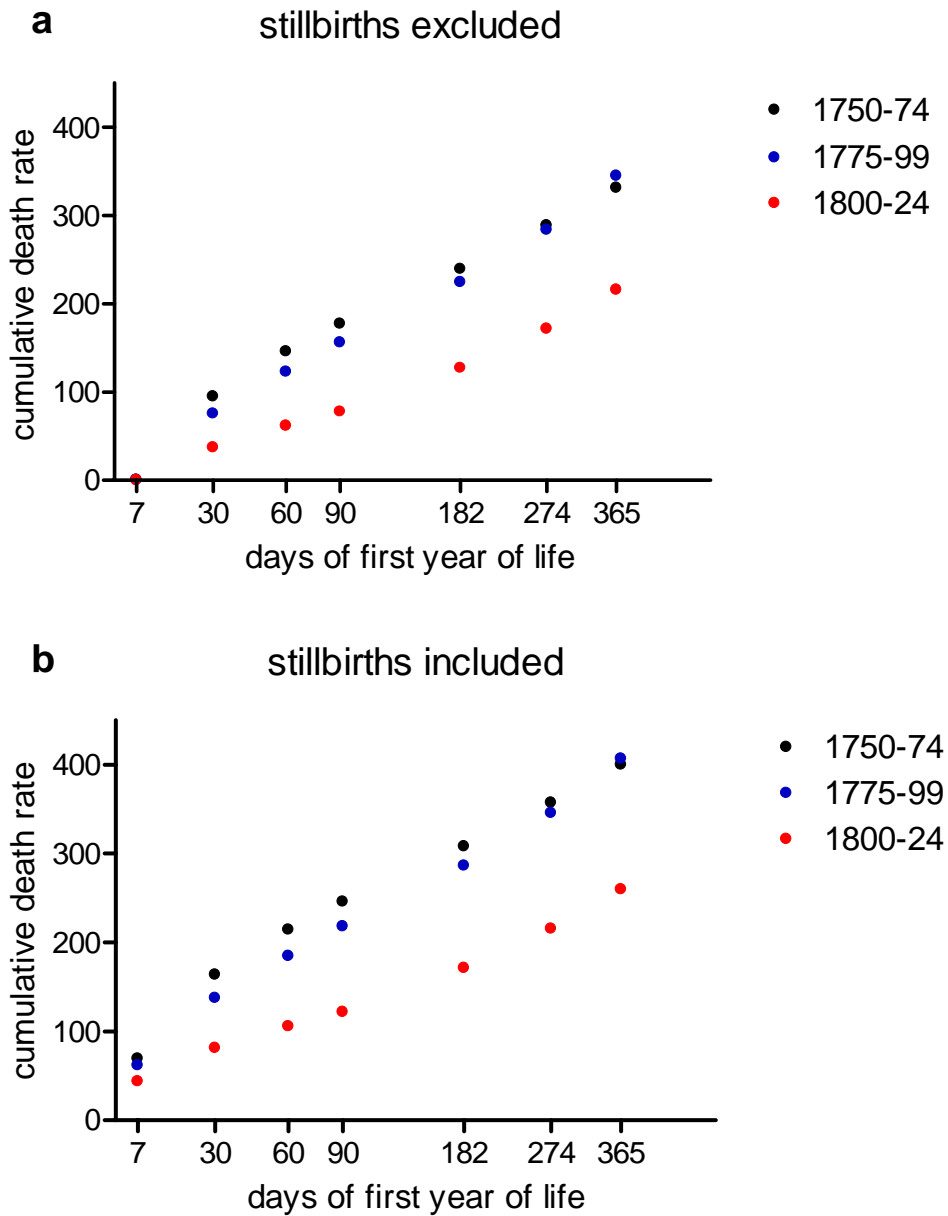 a
stillbirths excluded
cumulative death rate
400
300
200
100
0
7 30 60 90 182 274 365
days of first year of life
1750-74
1775-99
1800-24
b
stillbirths included
cumulative death rate
400
300
200
100
0
7 30 60 90 182 274 365
days of first year of life
1750-74
1775-99
1800-24